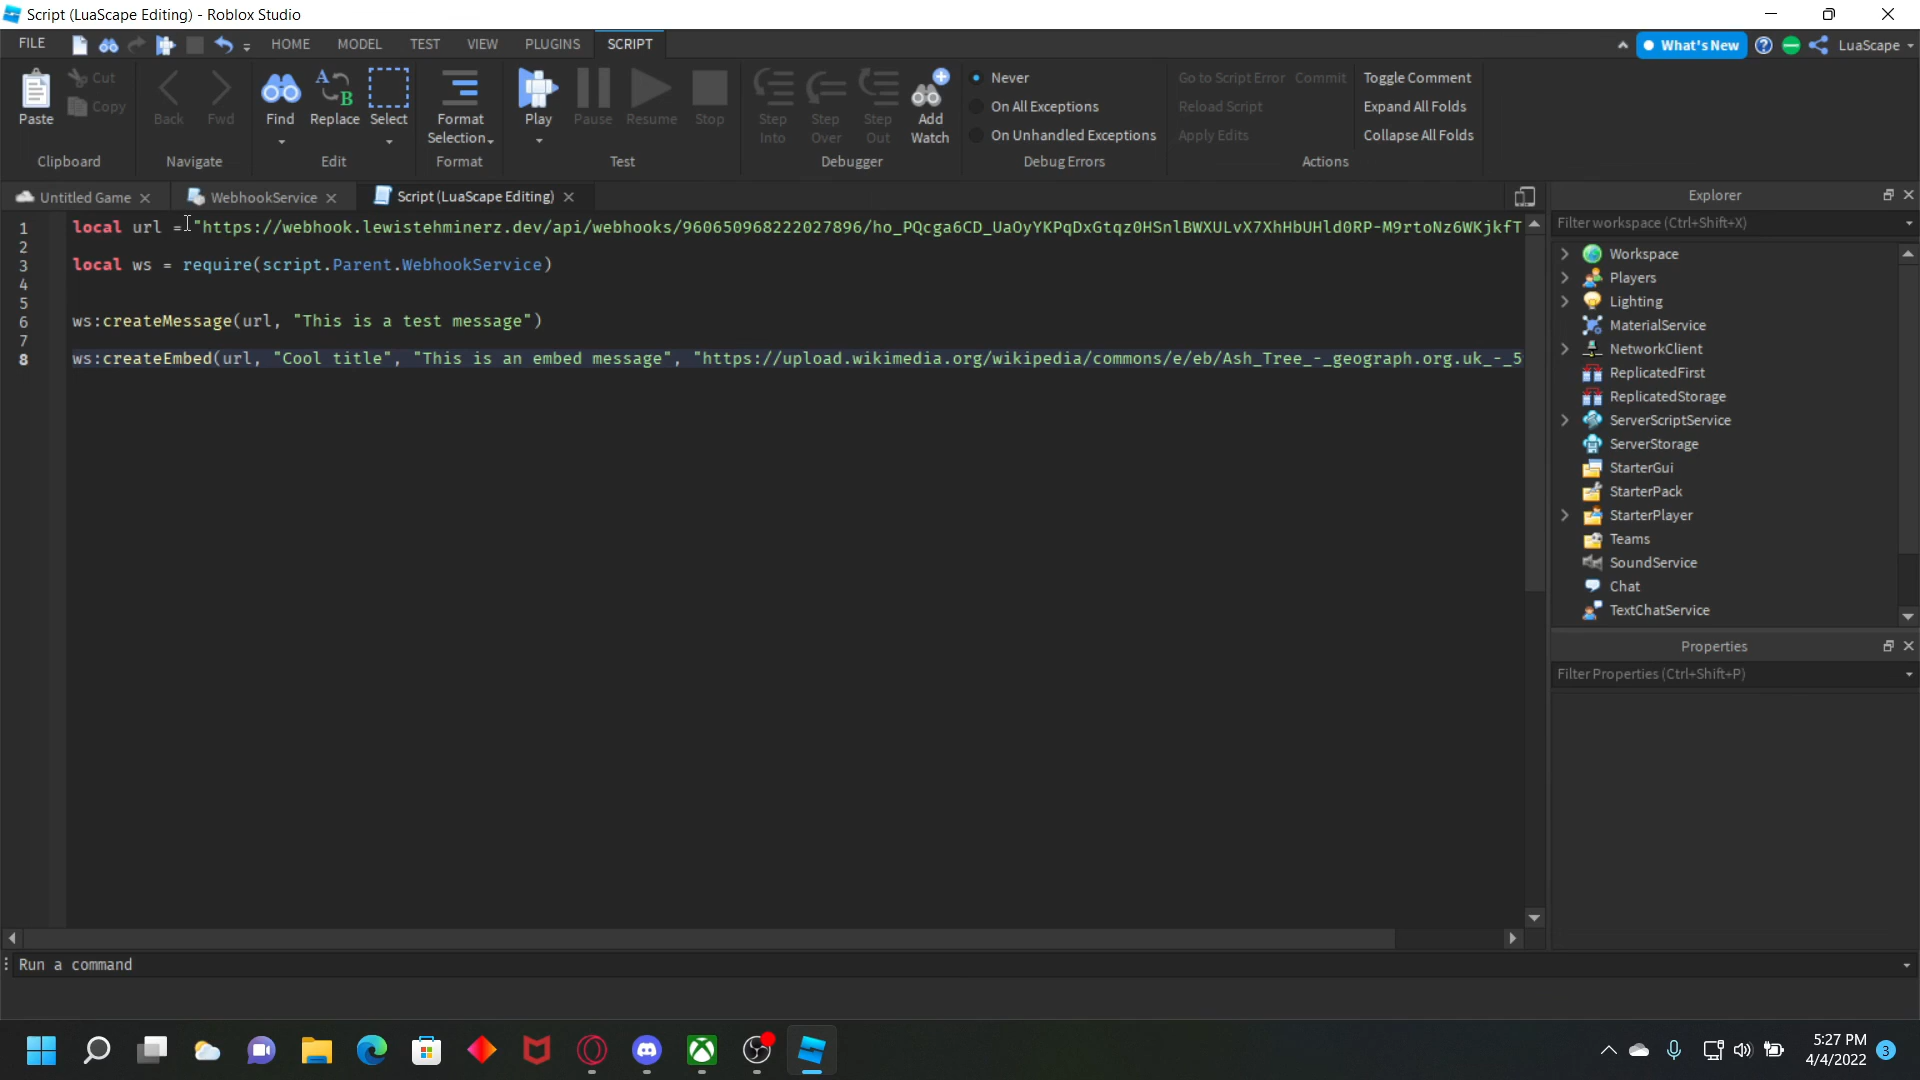 Script (LuaScape Editing) - Roblox Studio
FILE HOME MODEL TEST VIEW PLUGINS SCRIPT What's New LuaScape
Paste Cut Copy Clipboard
Back Fwd Navigate
Find Replace Select Edit
Format Selection Format
Play Pause Resume Stop Test
Step Into Step Over Step Out Add Watch Debugger
Never
On All Exceptions
On Unhandled Exceptions
Debug Errors
Go to Script Error Commit Toggle Comment
Reload Script Expand All Folds
Apply Edits Collapse All Folds
Actions
Untitled Game WebhookService Script (LuaScape Editing)
1 local url = "https://webhook.lewistehminerz.dev/api/webhooks/960650968222027896/ho_PQcga6CD_UaOyYKPqDxGtqz0HSnlBWXULvX7XhHbUHld0RP-M9rtoNz6WKjkfT
2
3 local ws = require(script.Parent.WebhookService)
4
5
6 ws:createMessage(url, "This is a test message")
7
8 ws:createEmbed(url, "Cool title", "This is an embed message", "https://upload.wikimedia.org/wikipedia/commons/e/eb/Ash_Tree_-_geograph.org.uk_-_5
Explorer
Filter workspace (Ctrl+Shift+X)
Workspace
Players
Lighting
MaterialService
NetworkClient
ReplicatedFirst
ReplicatedStorage
ServerScriptService
ServerStorage
StarterGui
StarterPack
StarterPlayer
Teams
SoundService
Chat
TextChatService
Properties
Filter Properties (Ctrl+Shift+P)
Run a command
5:27 PM
4/4/2022
3